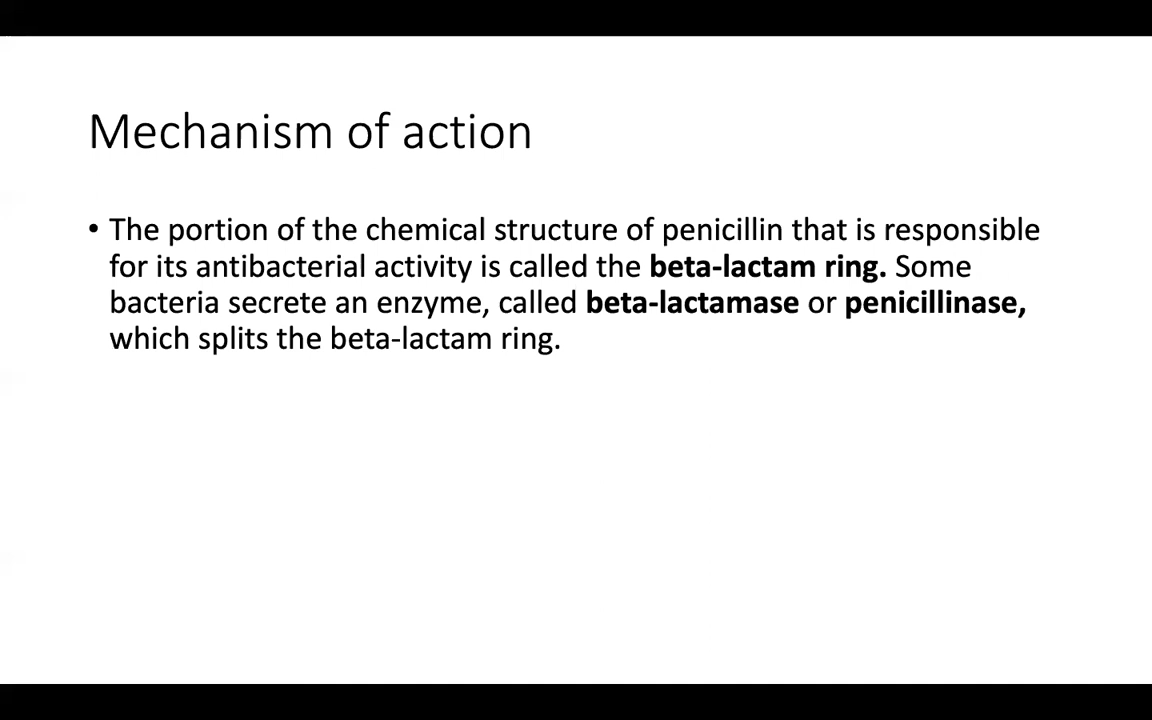 Mechanism of action
• The portion of the chemical structure of penicillin that is responsible
for its antibacterial activity is called the beta-lactam ring. Some
bacteria secrete an enzyme, called beta-lactamase or penicillinase,
which splits the beta-lactam ring.